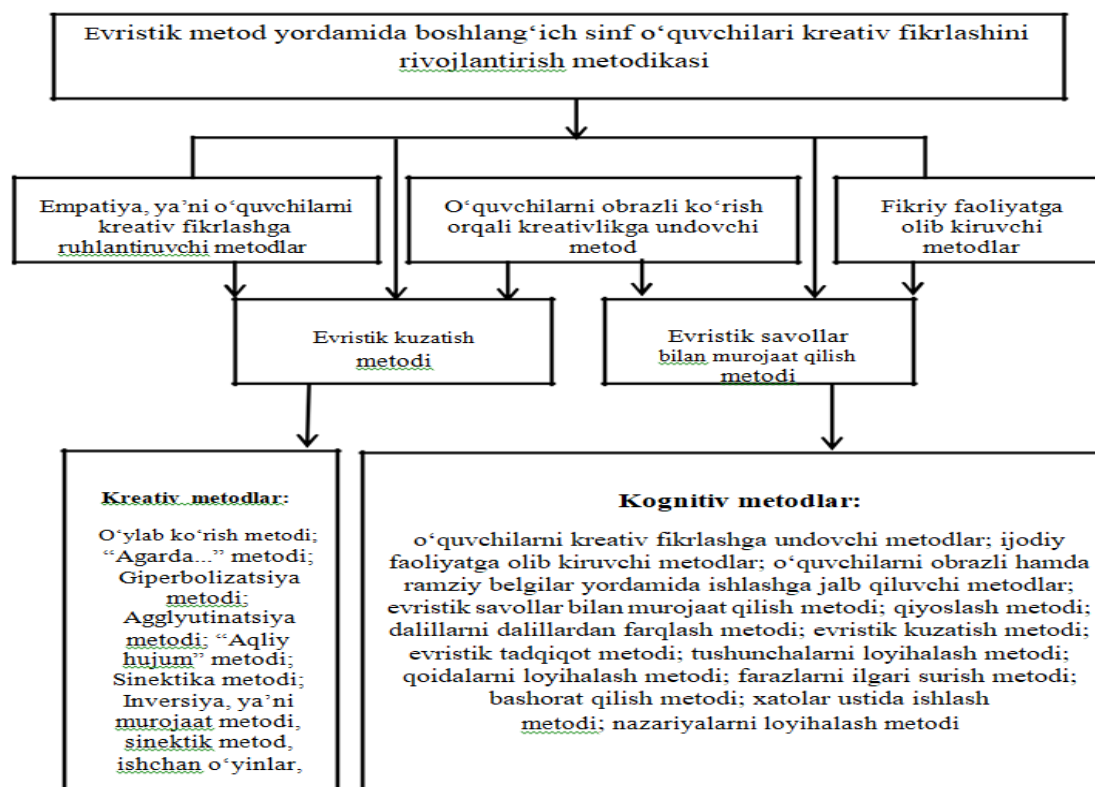 Evristik metod yordamida boshlang‘ich sinf o‘quvchilari kreativ fikrlashini
rivojlantirish metodikasi
Empatiya, ya’ni o‘quvchilarni
kreativ fikrlashga
ruhlantiruvchi metodlar
O‘quvchilarni obrazli ko‘rish
orqali kreativlikga undovchi
metod
Fikriy faoliyatga
olib kiruvchi
metodlar
Evristik kuzatish
metodi
Evristik savollar
bilan murojaat qilish
metodi
Kreativ metodlar:
O‘ylab ko‘rish metodi;
“Agarda...” metodi;
Giperbolizatsiya
metodi;
Agglyutinatsiya
metodi; “Aqliy
hujum” metodi;
Sinektika metodi;
Inversiya, ya’ni
murojaat metodi,
sinektik metod,
ishchan o‘yinlar,
Kognitiv metodlar:
o‘quvchilarni kreativ fikrlashga undovchi metodlar; ijodiy
faoliyatga olib kiruvchi metodlar; o‘quvchilarni obrazli hamda
ramziy belgilar yordamida ishlashga jalb qiluvchi metodlar;
evristik savollar bilan murojaat qilish metodi; qiyoslash metodi;
dalillarni dalillardan farqlash metodi; evristik kuzatish metodi;
evristik tadqiqot metodi; tushunchalarni loyihalash metodi;
qoidalarni loyihalash metodi; farazlarni ilgari surish metodi;
bashorat qilish metodi; xatolar ustida ishlash
metodi; nazariyalarni loyihalash metodi